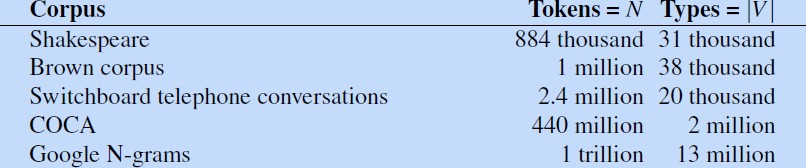 Corpus Tokens = N Types = |V|
Shakespeare 884 thousand 31 thousand
Brown corpus 1 million 38 thousand
Switchboard telephone conversations 2.4 million 20 thousand
COCA 440 million 2 million
Google N-grams 1 trillion 13 million